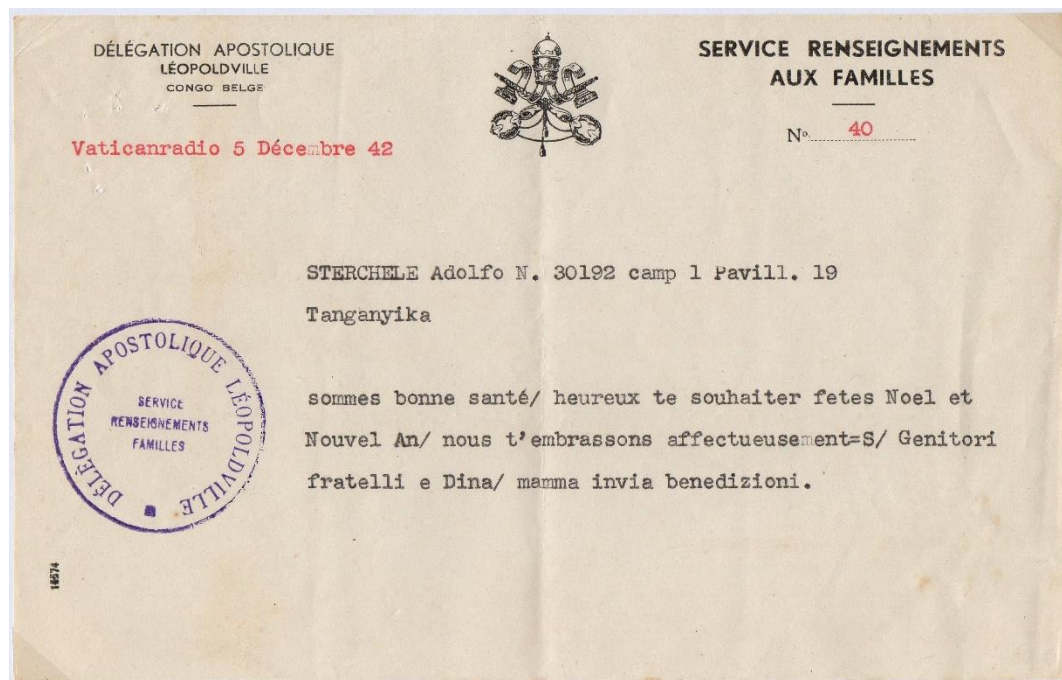 DÉLÉGATION APOSTOLIQUE
LÉOPOLDVILLE
CONGO BELGE
SERVICE RENSEIGNEMENTS
AUX FAMILLES
Nº 40
Vaticanradio 5 Décembre 42
STERCHELE Adolfo N. 30192 camp 1 Pavill. 19
Tanganyika
sommes bonne santé/ heureux te souhaiter fetes Noel et
Nouvel An/ nous t'embrassons affectueusement=S/ Genitori
fratelli e Dina/ mamma invia benedizioni.
DÉLÉGATION APOSTOLIQUE LÉOPOLDVILLE
SERVICE
RENSEIGNEMENTS
FAMILLES
16574